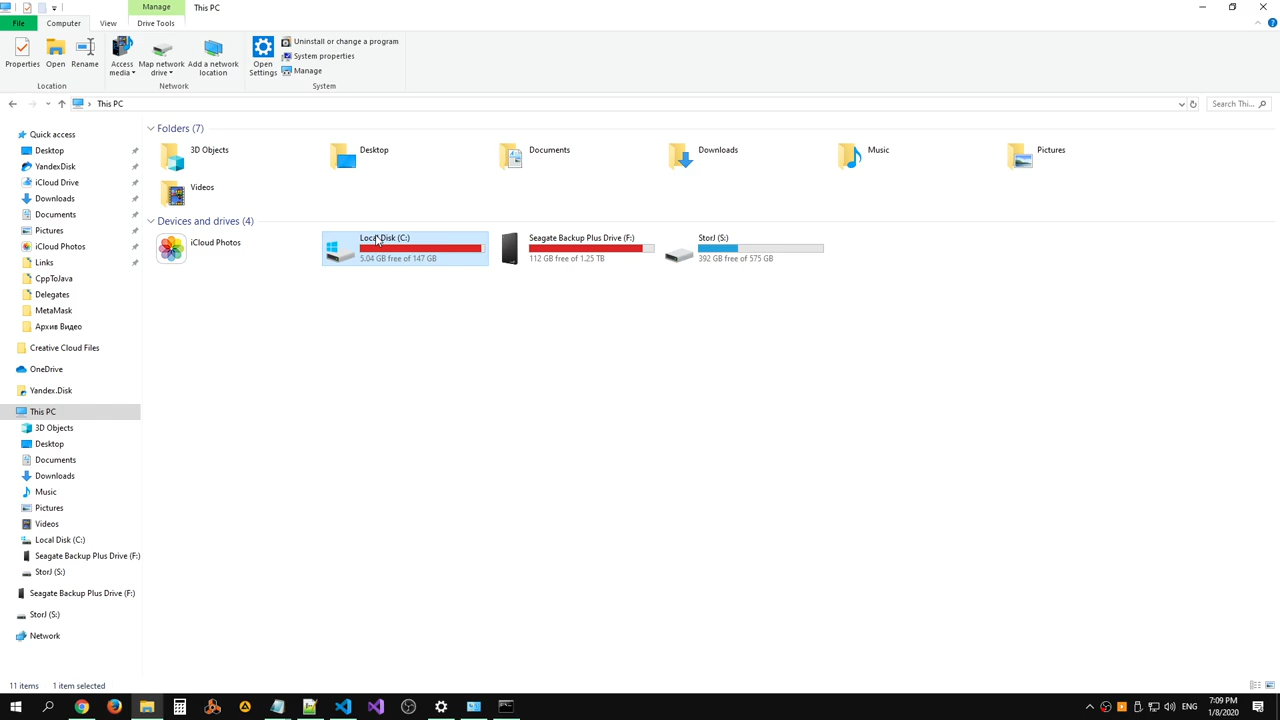 Manage
This PC
File
Computer
View
Drive Tools
Properties
Open
Rename
Access media
Map network drive
Add a network location
Open Settings
Uninstall or change a program
System properties
Manage
Location
Network
System
This PC
Search Thi...
Quick access
Desktop
YandexDisk
iCloud Drive
Downloads
Documents
Pictures
iCloud Photos
Links
CppToJava
Delegates
MetaMask
Архив Видео
Creative Cloud Files
OneDrive
Yandex.Disk
This PC
3D Objects
Desktop
Documents
Downloads
Music
Pictures
Videos
Local Disk (C:)
Seagate Backup Plus Drive (F:)
StorJ (S:)
Seagate Backup Plus Drive (F:)
StorJ (S:)
Network
Folders (7)
3D Objects
Desktop
Documents
Downloads
Music
Pictures
Videos
Devices and drives (4)
iCloud Photos
Local Disk (C:)
5.04 GB free of 147 GB
Seagate Backup Plus Drive (F:)
112 GB free of 1.25 TB
StorJ (S:)
392 GB free of 575 GB
11 items
1 item selected
ENG
7:09 PM
1/8/2020